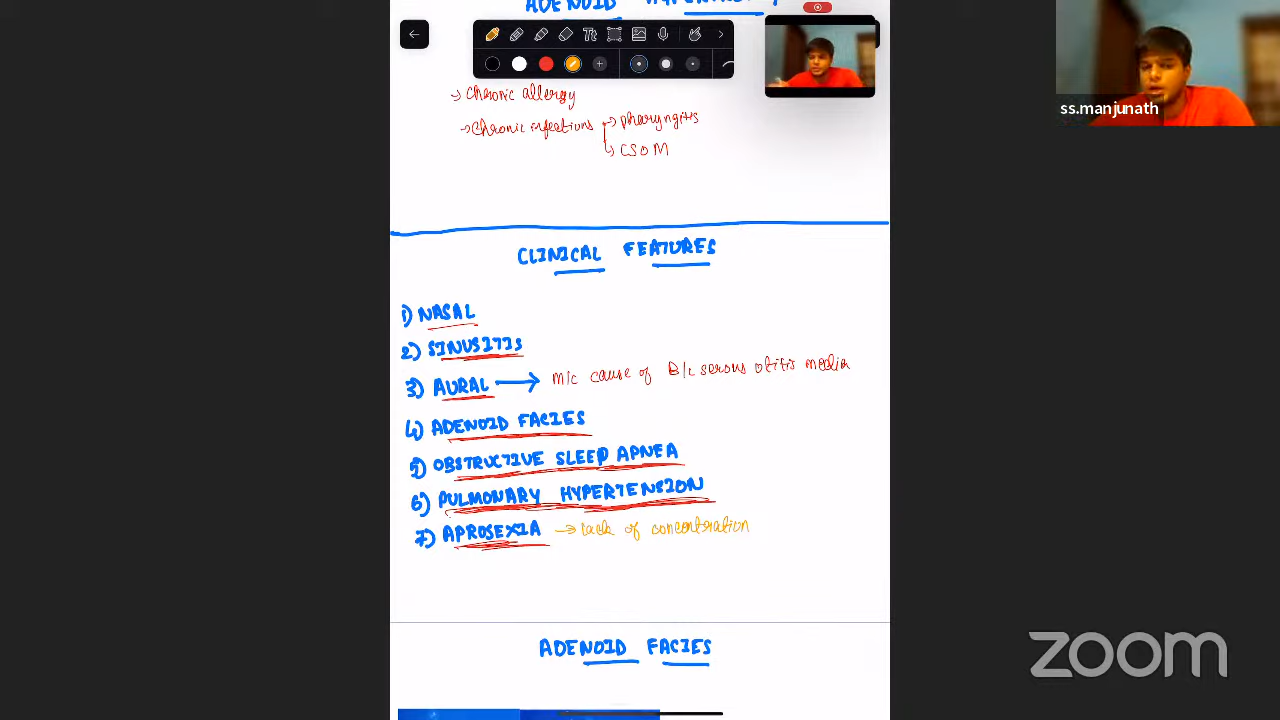 ADENOID
Tt
ss.manjunath
→ Chronic allergy
→ Chronic infections → pharyngitis
→ CSOM
CLINICAL FEATURES
1) NASAL
2) SINUSITIS
3) AURAL → m/c cause of B/L serous otitis media
4) ADENOID FACIES
5) OBSTRUCTIVE SLEEP APNEA
6) PULMONARY HYPERTENSION
7) APROSEXIA → lack of concentration
ADENOID FACIES
zoom